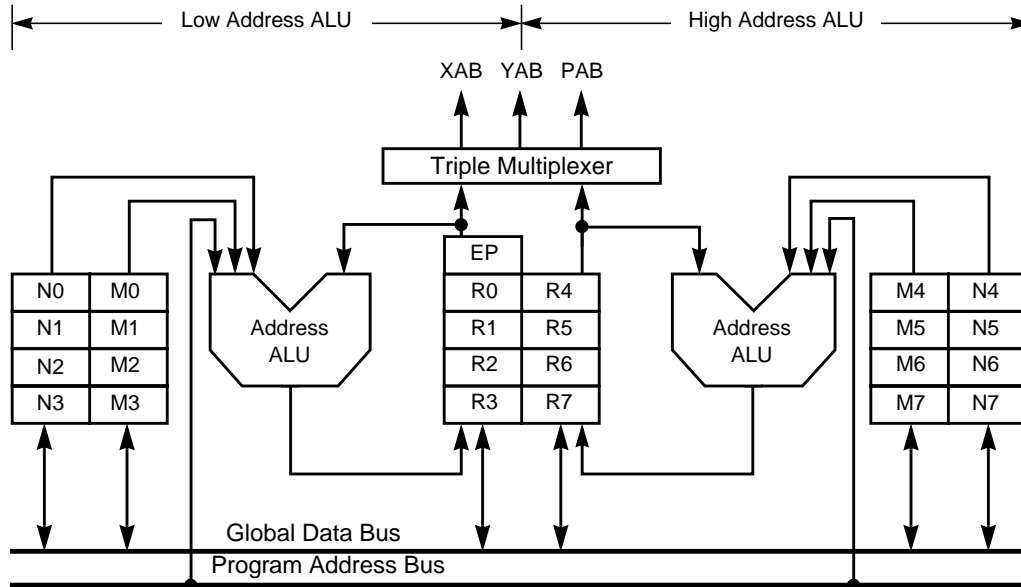 Low Address ALU
High Address ALU
XAB YAB PAB
Triple Multiplexer
EP
N0 M0 R0 R4 M4 N4
Address ALU
Address ALU
N1 M1 R1 R5 M5 N5
N2 M2 R2 R6 M6 N6
N3 M3 R3 R7 M7 N7
Global Data Bus
Program Address Bus